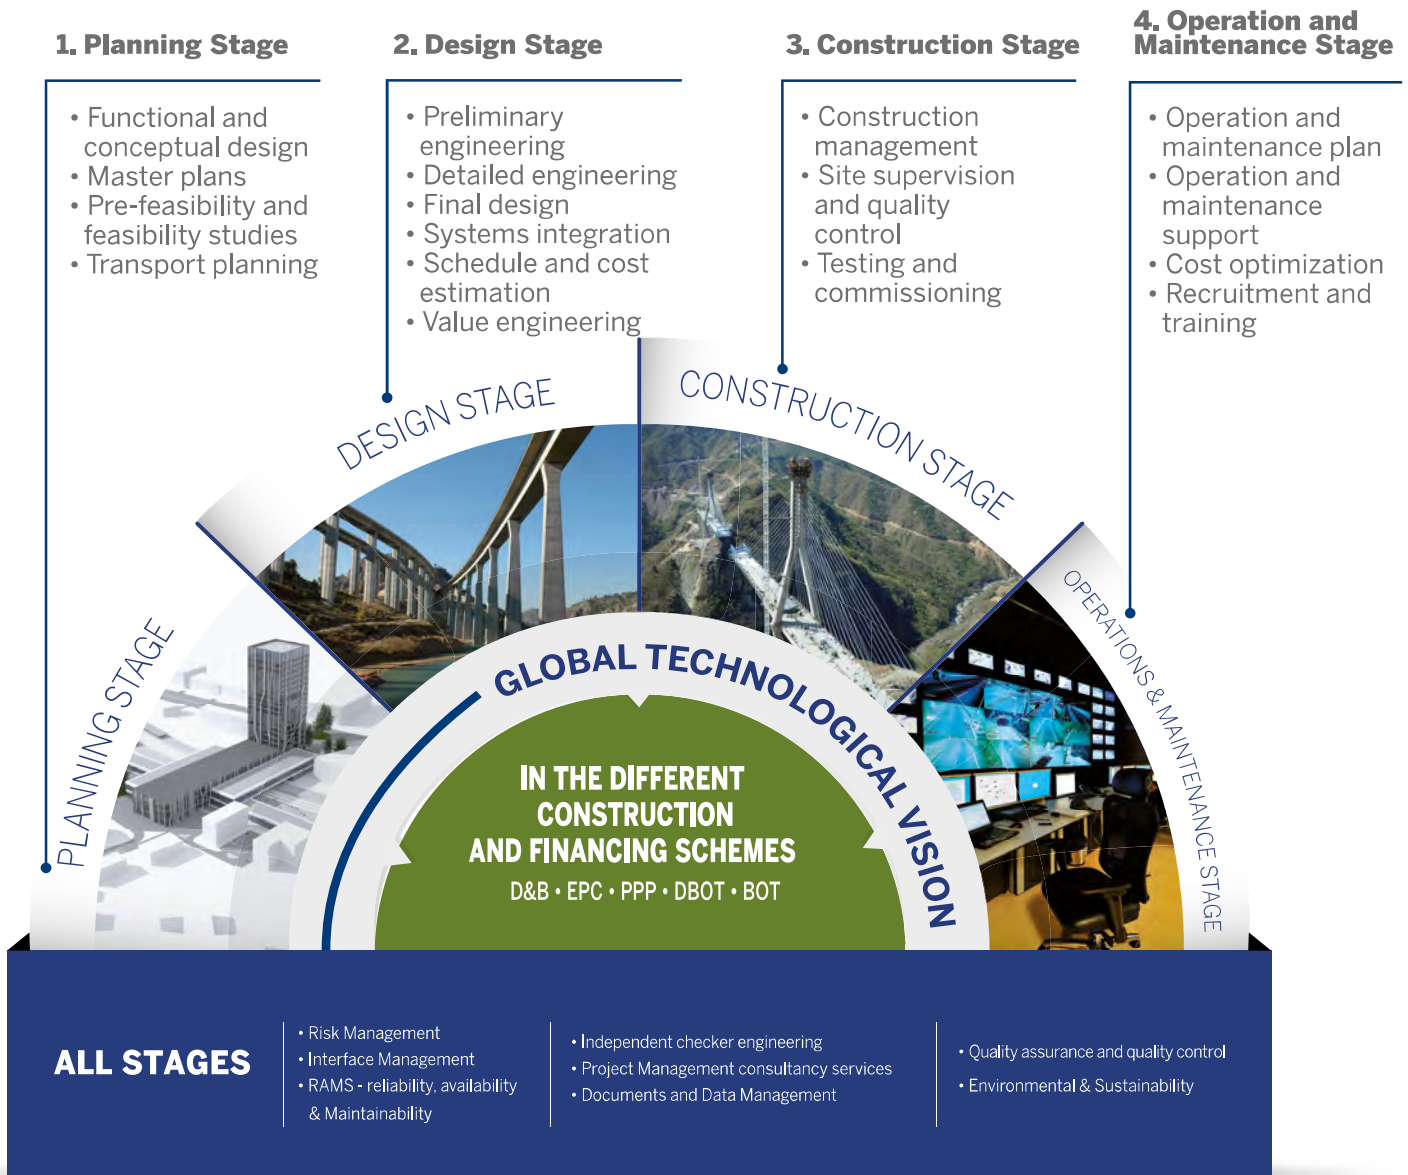 1. Planning Stage
• Functional and
conceptual design
• Master plans
• Pre-feasibility and
feasibility studies
• Transport planning
2. Design Stage
• Preliminary
engineering
• Detailed engineering
• Final design
• Systems integration
• Schedule and cost
estimation
• Value engineering
3. Construction Stage
• Construction
management
• Site supervision
and quality
control
• Testing and
commissioning
4. Operation and
Maintenance Stage
• Operation and
maintenance plan
• Operation and
maintenance
support
• Cost optimization
• Recruitment and
training
PLANNING STAGE
DESIGN STAGE
CONSTRUCTION STAGE
OPERATIONS & MAINTENANCE STAGE
GLOBAL TECHNOLOGICAL VISION
IN THE DIFFERENT
CONSTRUCTION
AND FINANCING SCHEMES
D&B • EPC • PPP • DBOT • BOT
ALL STAGES
• Risk Management
• Interface Management
• RAMS - reliability, availability
& Maintainability
• Independent checker engineering
• Project Management consultancy services
• Documents and Data Management
• Quality assurance and quality control
• Environmental & Sustainability